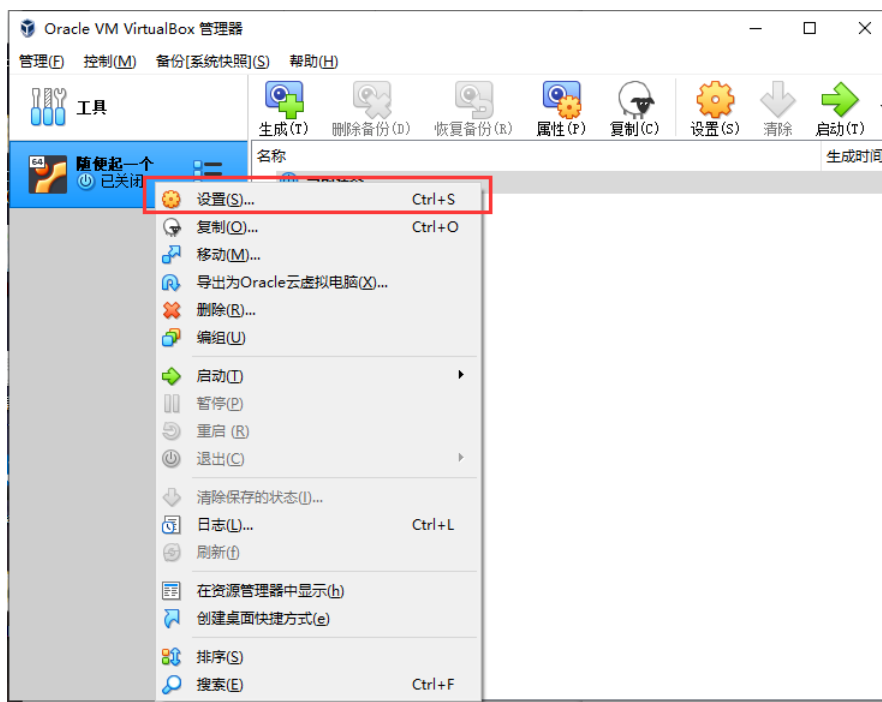 Oracle VM VirtualBox 管理器
管理(F) 控制(M) 备份[系统快照](S) 帮助(H)
工具
生成(T) 删除备份(D) 恢复备份(R) 属性(P) 复制(C) 设置(S) 清除 启动(T)
64 随便起一个
已关闭
名称 生成时间
设置(S)... Ctrl+S
复制(O)... Ctrl+O
移动(M)...
导出为Oracle云虚拟电脑(X)...
删除(R)...
编组(U)
启动(T)
暂停(P)
重启 (R)
退出(C)
清除保存的状态(I)...
日志(L)... Ctrl+L
刷新(f)
在资源管理器中显示(h)
创建桌面快捷方式(e)
排序(S)
搜索(E) Ctrl+F